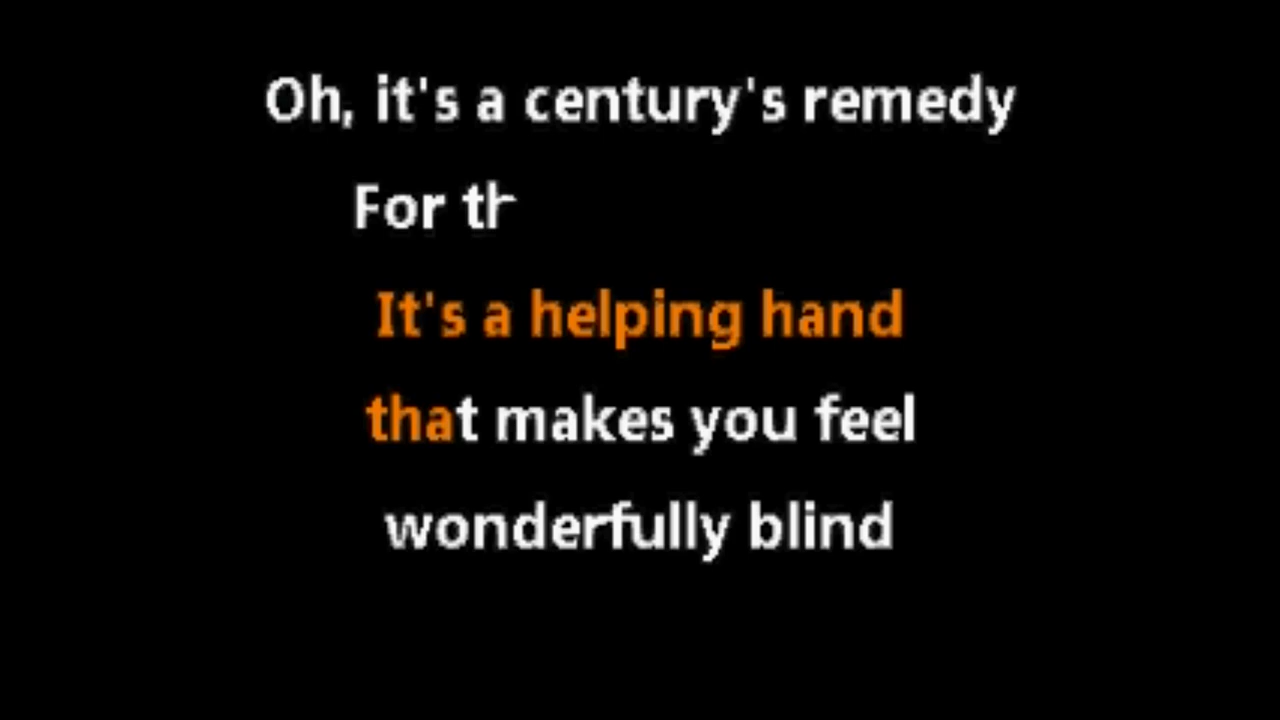 Oh, it's a century's remedy
For th
It's a helping hand
that makes you feel
wonderfully blind